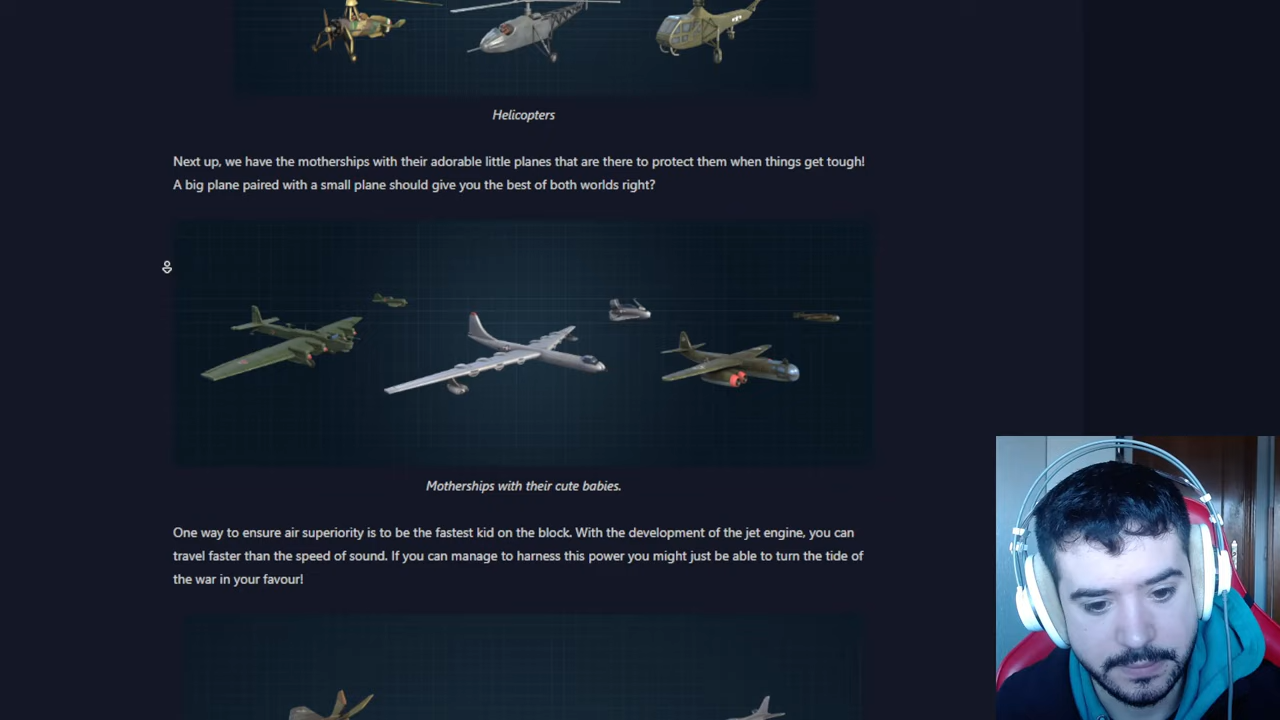 Helicopters
Next up, we have the motherships with their adorable little planes that are there to protect them when things get tough!
A big plane paired with a small plane should give you the best of both worlds right?
Motherships with their cute babies.
One way to ensure air superiority is to be the fastest kid on the block. With the development of the jet engine, you can
travel faster than the speed of sound. If you can manage to harness this power you might just be able to turn the tide of
the war in your favour!